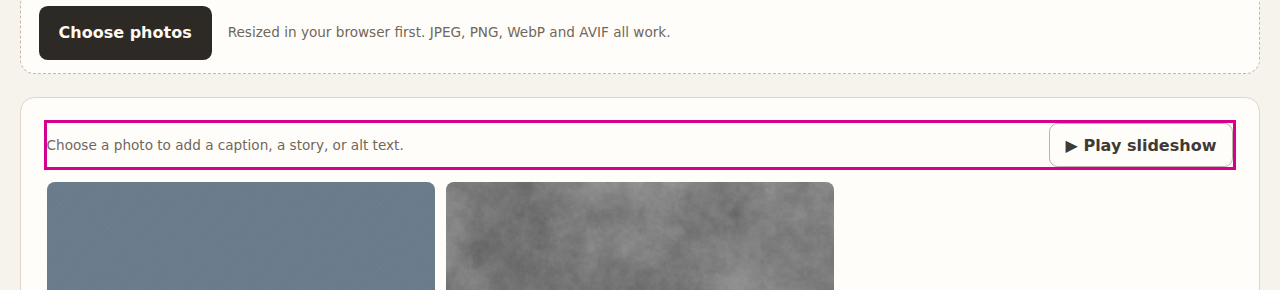 Choose photos
Resized in your browser first. JPEG, PNG, WebP and AVIF all work.
Choose a photo to add a caption, a story, or alt text.
▶ Play slideshow